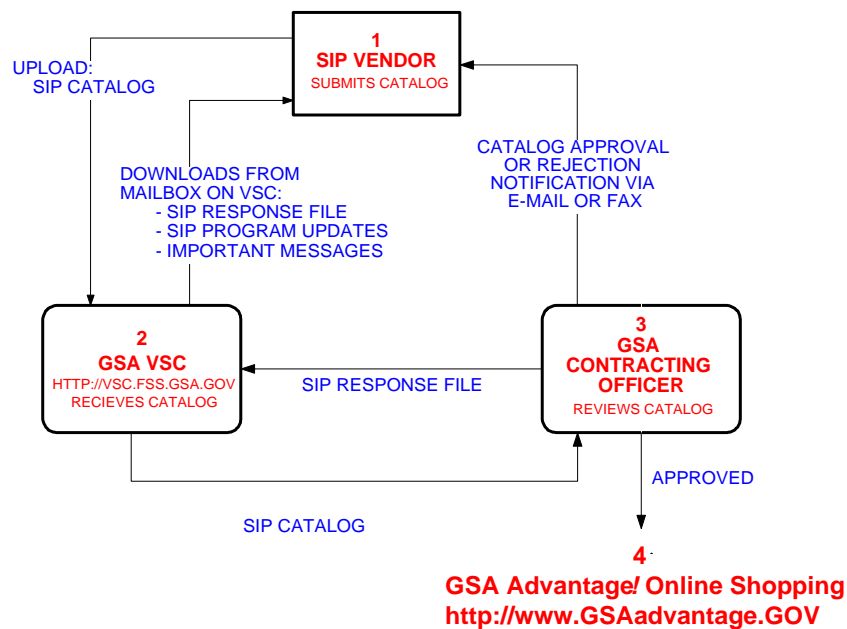 1
SIP VENDOR
SUBMITS CATALOG
UPLOAD:
SIP CATALOG
DOWNLOADS FROM
MAILBOX ON VSC:
- SIP RESPONSE FILE
- SIP PROGRAM UPDATES
- IMPORTANT MESSAGES
CATALOG APPROVAL
OR REJECTION
NOTIFICATION VIA
E-MAIL OR FAX
2
GSA VSC
HTTP://VSC.FSS.GSA.GOV
RECIEVES CATALOG
SIP RESPONSE FILE
3
GSA
CONTRACTING
OFFICER
REVIEWS CATALOG
SIP CATALOG
APPROVED
4
GSA Advantage! Online Shopping
http://www.GSAadvantage.GOV